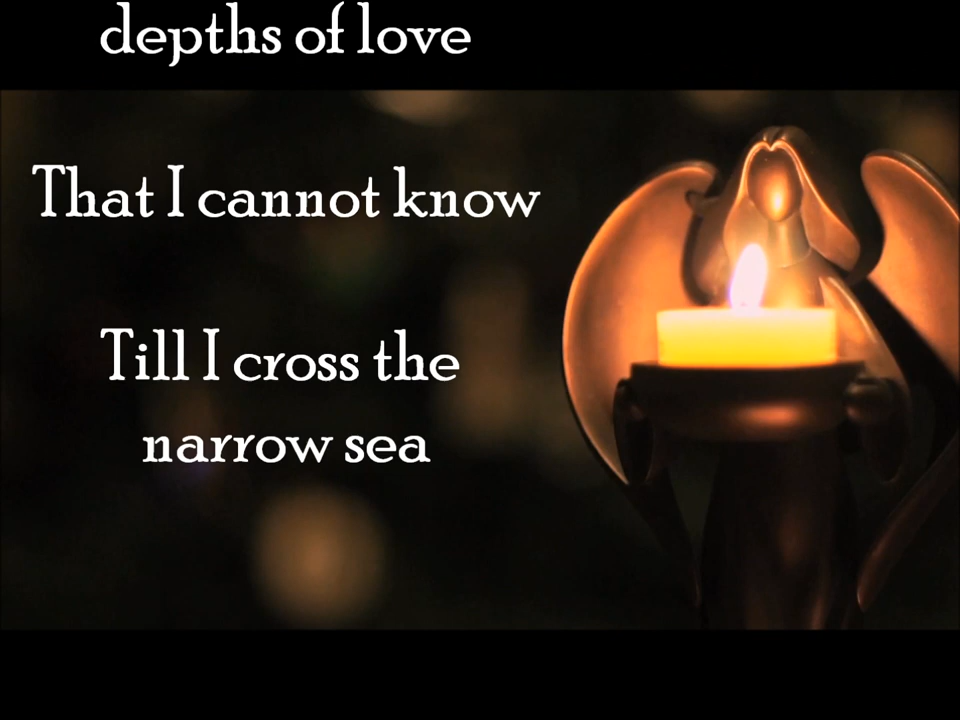 depths of love
That I cannot know
Till I cross the
narrow sea